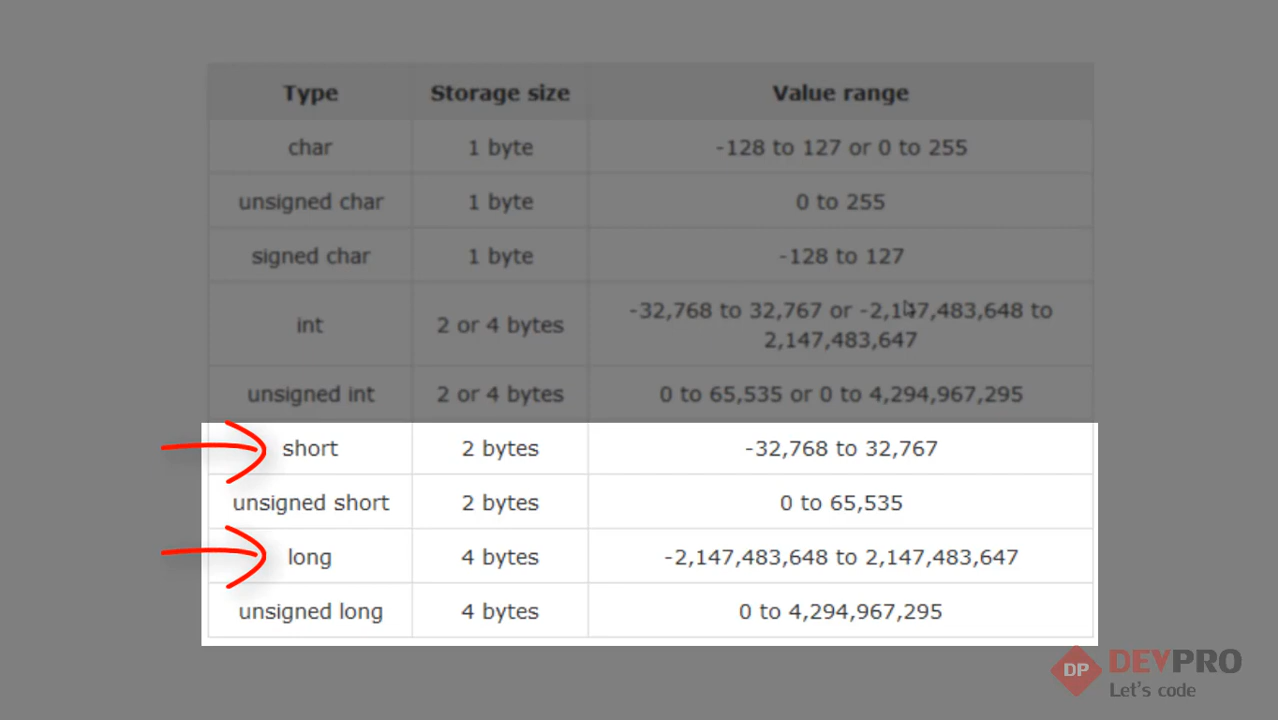 Type Storage size Value range
char 1 byte -128 to 127 or 0 to 255
unsigned char 1 byte 0 to 255
signed char 1 byte -128 to 127
int 2 or 4 bytes -32,768 to 32,767 or -2,147,483,648 to
2,147,483,647
unsigned int 2 or 4 bytes 0 to 65,535 or 0 to 4,294,967,295
short 2 bytes -32,768 to 32,767
unsigned short 2 bytes 0 to 65,535
long 4 bytes -2,147,483,648 to 2,147,483,647
unsigned long 4 bytes 0 to 4,294,967,295
DP DEVPRO
Let's code